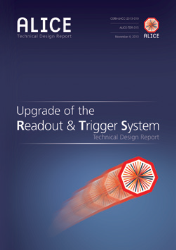 ALICE
Technical Design Report
ALICE
Upgrade of the
Readout & Trigger System
Technical Design Report